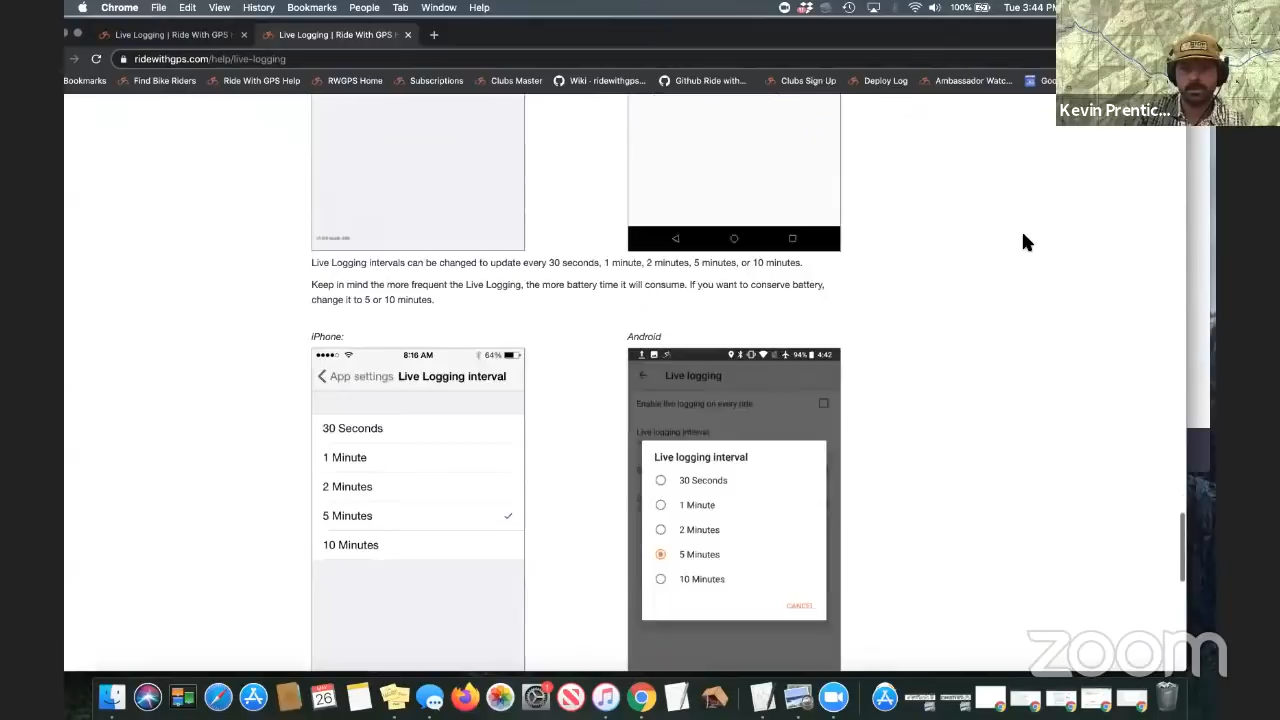 Chrome File Edit View History Bookmarks People Tab Window Help 100% Tue 3:44 PM
Live Logging | Ride With GPS Live Logging | Ride With GPS
ridewithgps.com/help/live-logging
Bookmarks Find Bike Riders Ride With GPS Help RWGPS Home Subscriptions Clubs Master Wiki - ridewithgps... Github Ride with... Clubs Sign Up Deploy Log Ambassador Watc... Goo
Kevin Prentic...
Live Logging intervals can be changed to update every 30 seconds, 1 minute, 2 minutes, 5 minutes, or 10 minutes.
Keep in mind the more frequent the Live Logging, the more battery time it will consume. If you want to conserve battery,
change it to 5 or 10 minutes.
iPhone:
8:16 AM 64%
App settings Live Logging interval
30 Seconds
1 Minute
2 Minutes
5 Minutes
10 Minutes
Android
94% 4:42
Live logging
Enable live logging on every ride
Live logging interval
Live logging interval
30 Seconds
1 Minute
2 Minutes
5 Minutes
10 Minutes
CANCEL
zoom
25